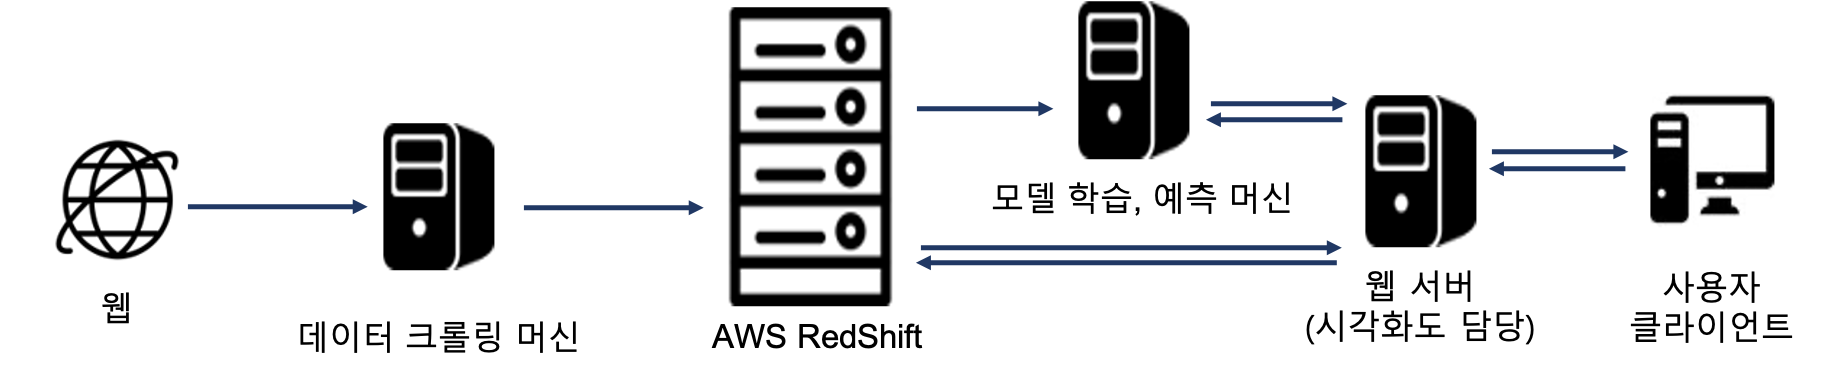 웹
데이터 크롤링 머신
AWS RedShift
모델 학습, 예측 머신
웹 서버
(시각화도 담당)
사용자
클라이언트